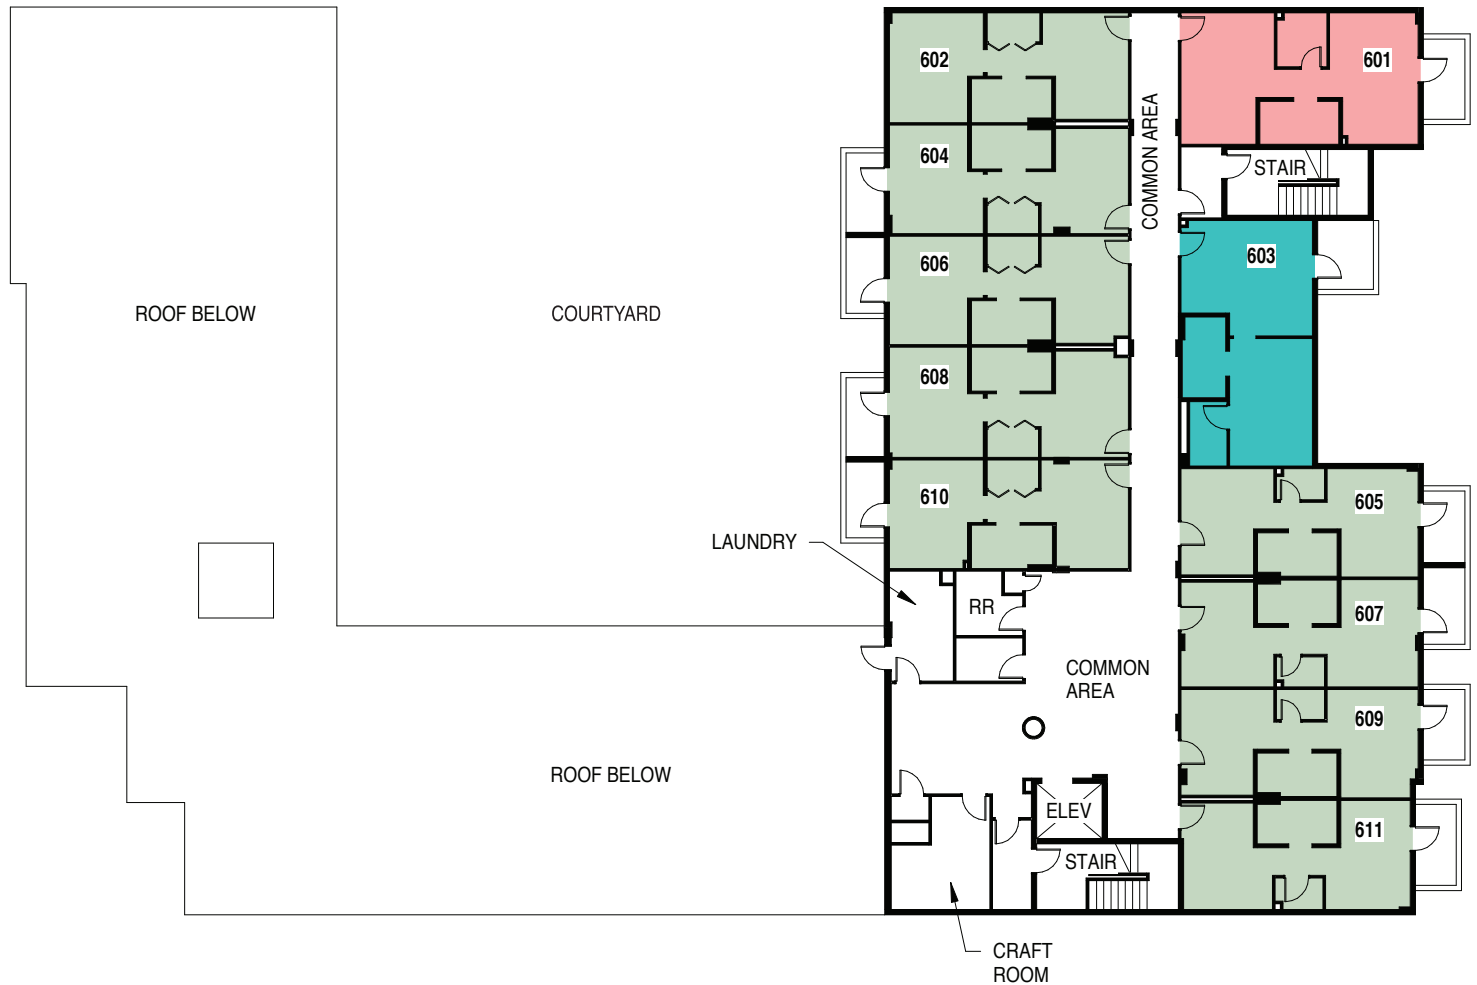 602
601
604
COMMON AREA
STAIR
606
603
ROOF BELOW
COURTYARD
608
610
605
LAUNDRY
RR
607
COMMON
AREA
609
ROOF BELOW
ELEV
611
STAIR
CRAFT
ROOM